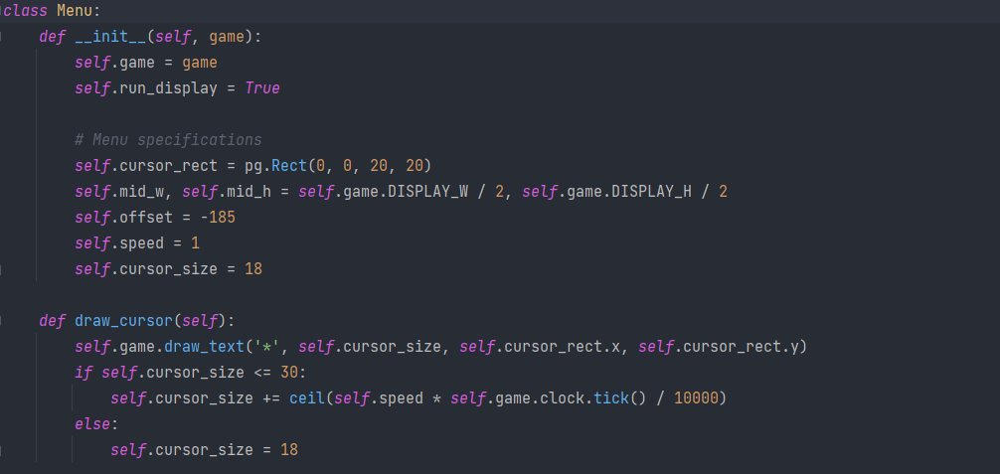 class Menu:
    def __init__(self, game):
        self.game = game
        self.run_display = True

        # Menu specifications
        self.cursor_rect = pg.Rect(0, 0, 20, 20)
        self.mid_w, self.mid_h = self.game.DISPLAY_W / 2, self.game.DISPLAY_H / 2
        self.offset = -185
        self.speed = 1
        self.cursor_size = 18

    def draw_cursor(self):
        self.game.draw_text('*', self.cursor_size, self.cursor_rect.x, self.cursor_rect.y)
        if self.cursor_size <= 30:
            self.cursor_size += ceil(self.speed * self.game.clock.tick() / 10000)
        else:
            self.cursor_size = 18